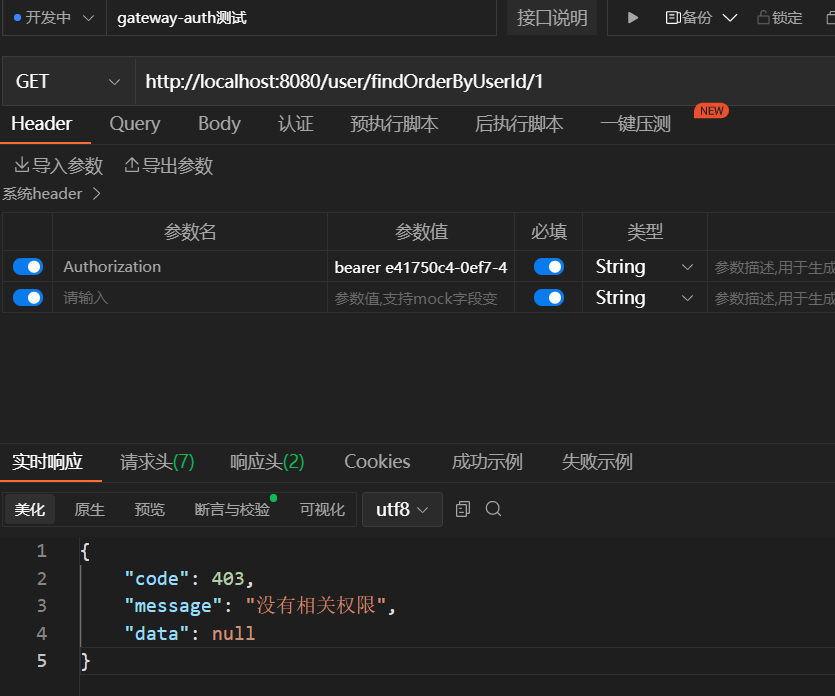 开发中 gateway-auth测试 接口说明 备份 锁定
GET http://localhost:8080/user/findOrderByUserId/1
Header Query Body 认证 预执行脚本 后执行脚本 一键压测 NEW
导入参数 导出参数
系统header
参数名 参数值 必填 类型
Authorization bearer e41750c4-0ef7-4 String 参数描述,用于生成
请输入 参数值,支持mock字段变 String 参数描述,用于生成
实时响应 请求头(7) 响应头(2) Cookies 成功示例 失败示例
美化 原生 预览 断言与校验 可视化 utf8
1 {
2 "code": 403,
3 "message": "没有相关权限",
4 "data": null
5 }